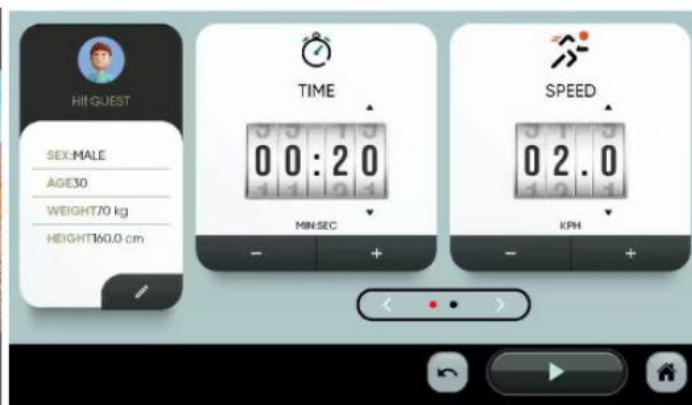 HI! GUEST
SEX:MALE
AGE30
WEIGHT70 kg
HEIGHT160.0 cm
TIME
00:20
MIN:SEC
- +
SPEED
02.0
KPH
- +